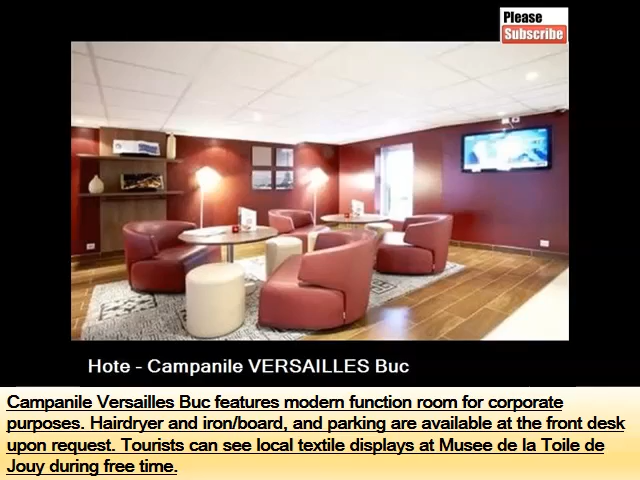 Please
Subscribe
Hote - Campanile VERSAILLES Buc
Campanile Versailles Buc features modern function room for corporate
purposes. Hairdryer and iron/board, and parking are available at the front desk
upon request. Tourists can see local textile displays at Musee de la Toile de
Jouy during free time.